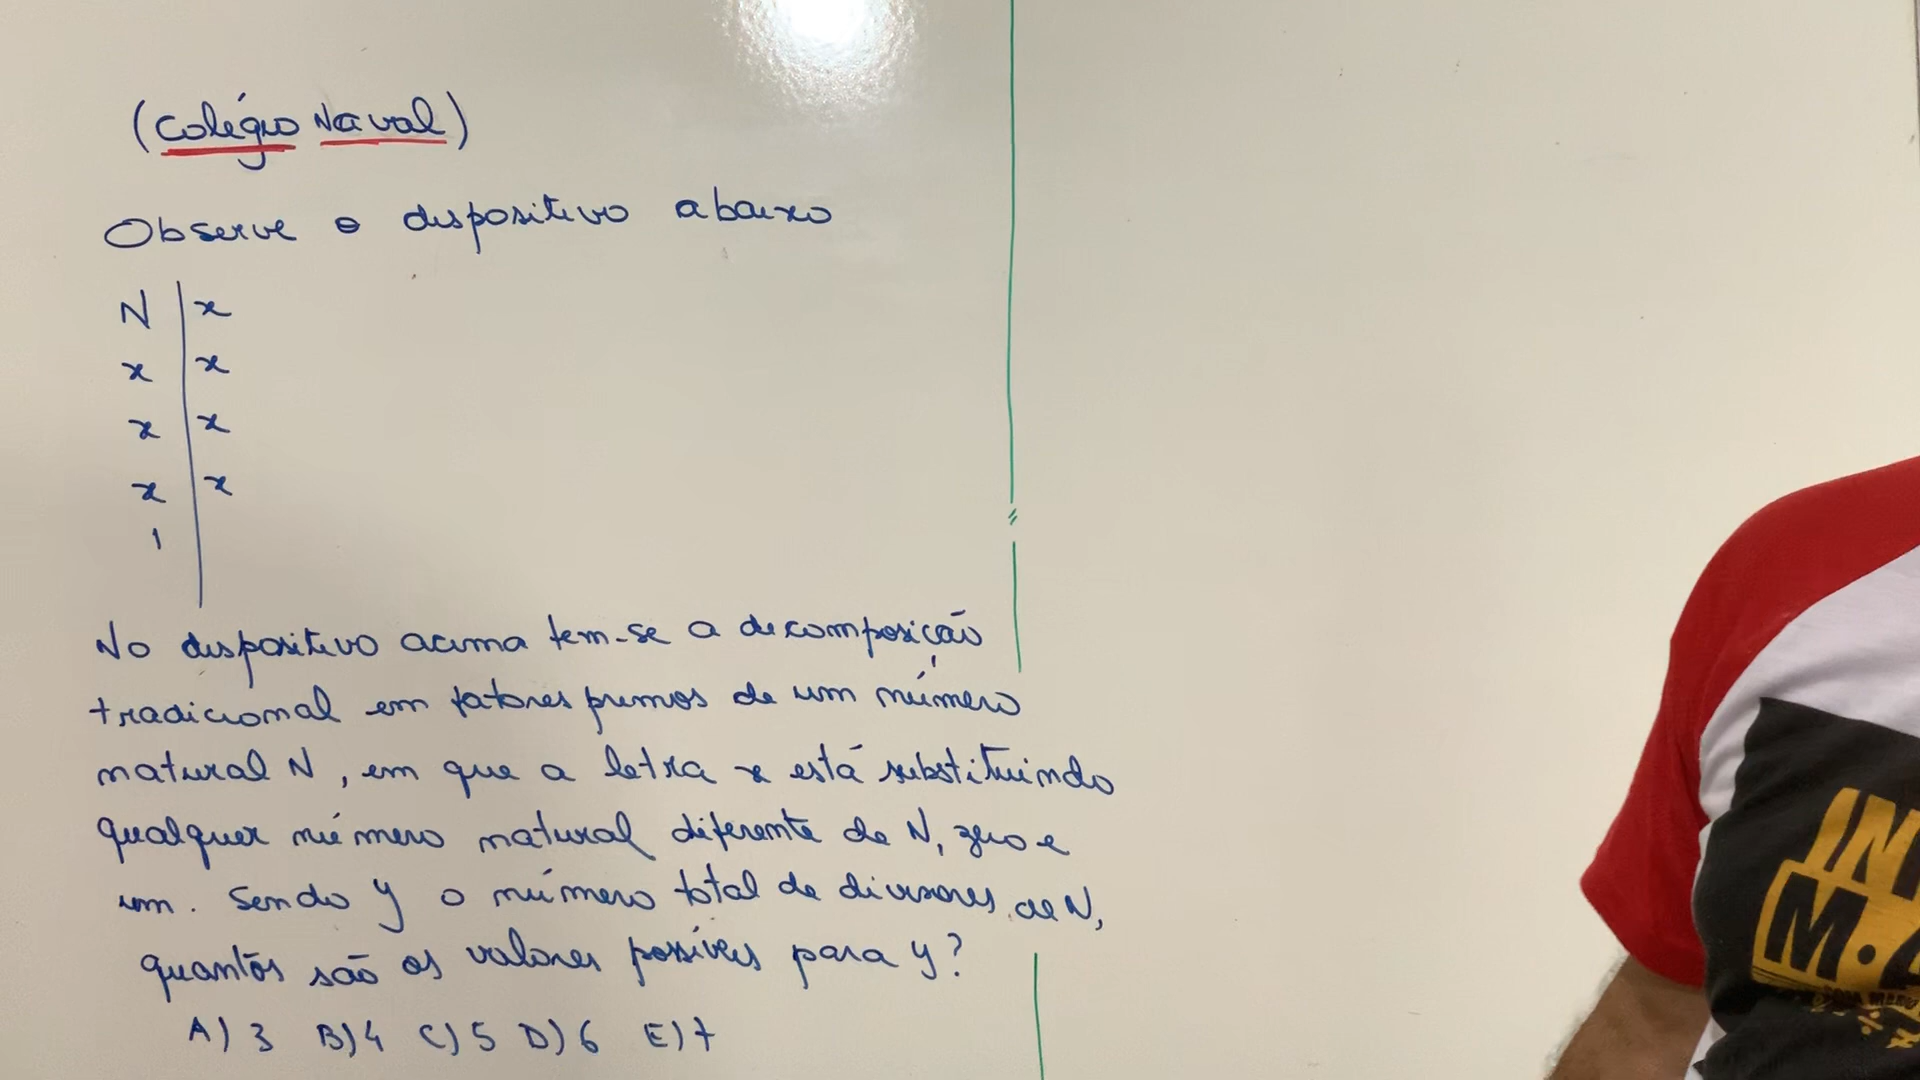 (Colégio Naval)
Observe o dispositivo abaixo
N | x
x | x
x | x
x | x
1 |
No dispositivo acima tem-se a decomposição
tradicional em fatores primos de um número
natural N, em que a letra x está substituindo
qualquer número natural diferente de N, zero e
um. Sendo y o número total de divisores de N,
quantos são os valores possíveis para y?
A) 3 B) 4 C) 5 D) 6 E) 7
IN
M.